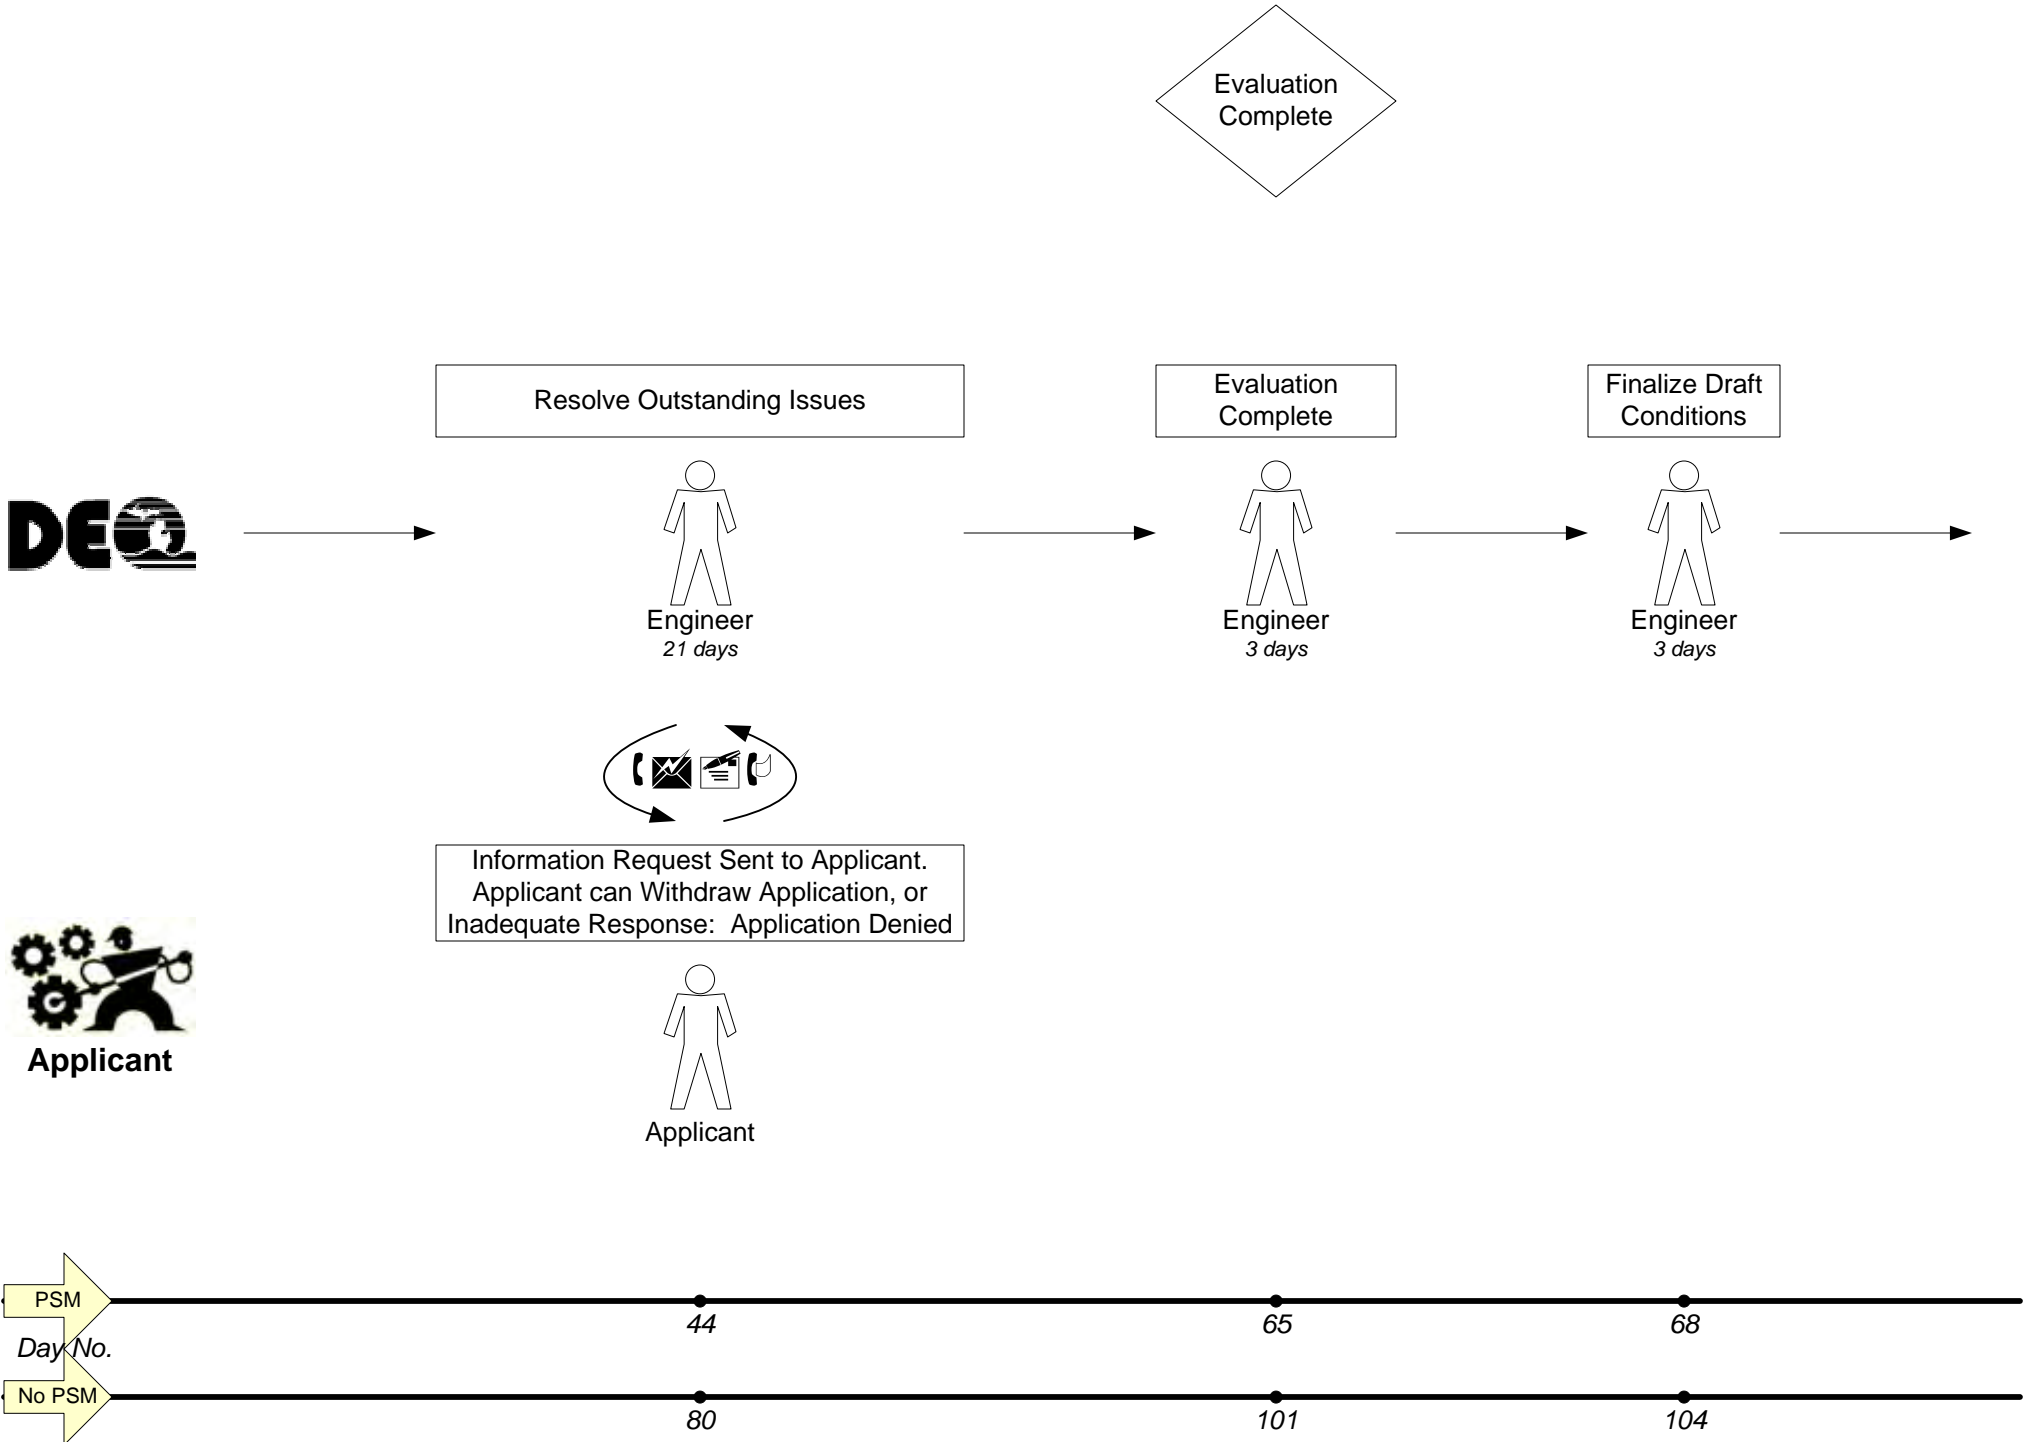 Evaluation
Complete
Resolve Outstanding Issues
Evaluation
Complete
Finalize Draft
Conditions
DEQ
Engineer
21 days
Engineer
3 days
Engineer
3 days
Information Request Sent to Applicant.
Applicant can Withdraw Application, or
Inadequate Response:  Application Denied
Applicant
Applicant
PSM
44
65
68
Day No.
No PSM
80
101
104